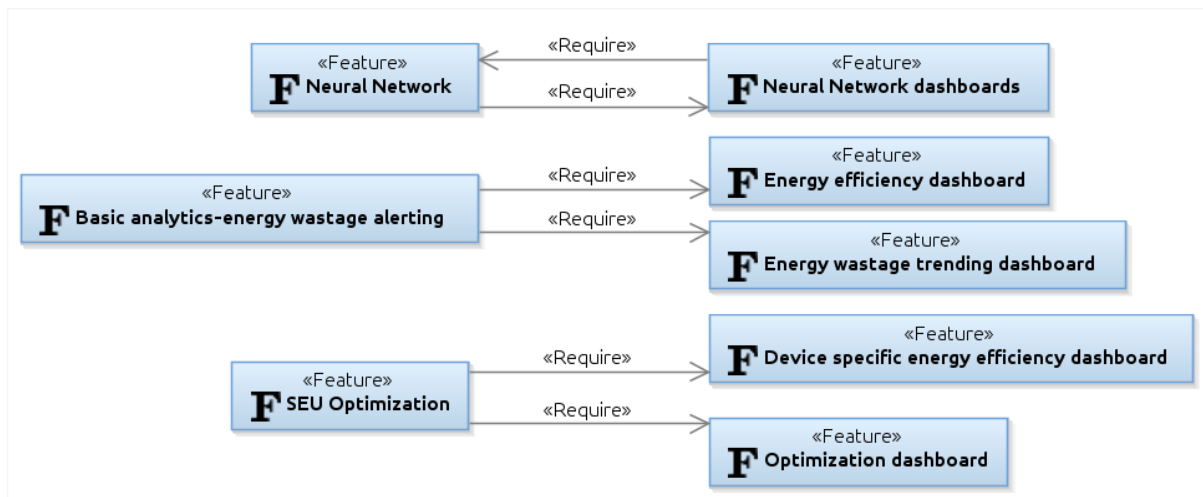 «Feature»
F Neural Network
«Require»
«Require»
«Feature»
F Neural Network dashboards
«Feature»
F Basic analytics-energy wastage alerting
«Require»
«Require»
«Feature»
F Energy efficiency dashboard
«Feature»
F Energy wastage trending dashboard
«Feature»
F SEU Optimization
«Require»
«Require»
«Feature»
F Device specific energy efficiency dashboard
«Feature»
F Optimization dashboard